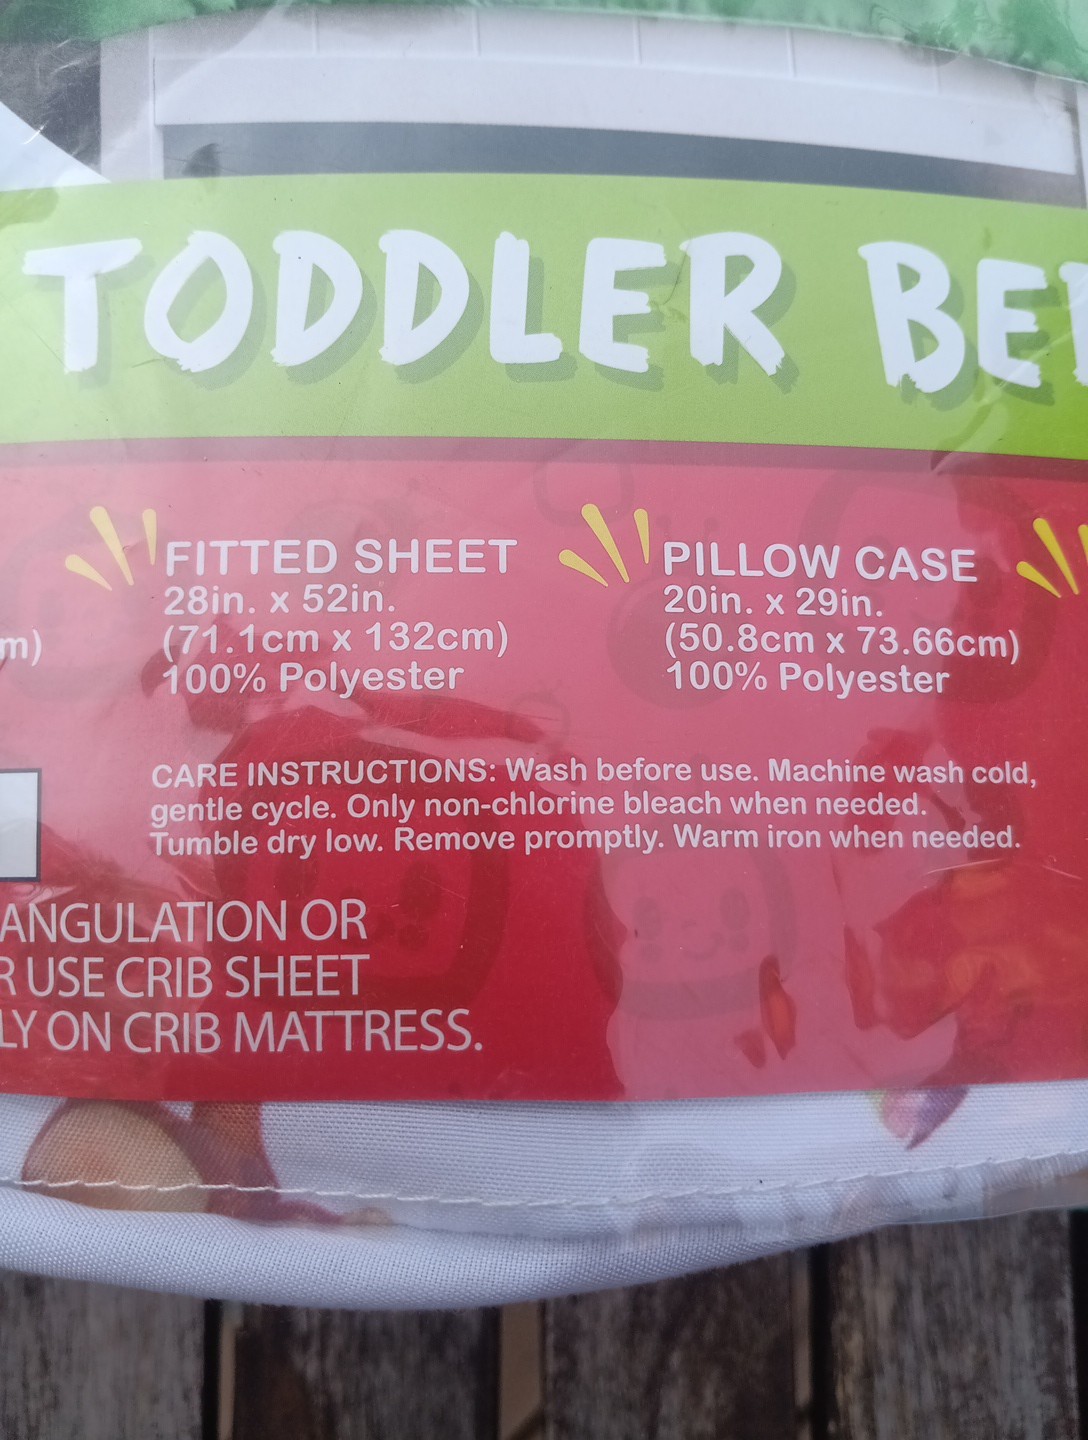 TODDLER BE
FITTED SHEET
28in. x 52in.
(71.1cm x 132cm)
100% Polyester
PILLOW CASE
20in. x 29in.
(50.8cm x 73.66cm)
100% Polyester
m)
CARE INSTRUCTIONS: Wash before use. Machine wash cold,
gentle cycle. Only non-chlorine bleach when needed.
Tumble dry low. Remove promptly. Warm iron when needed.
ANGULATION OR
R USE CRIB SHEET
LY ON CRIB MATTRESS.